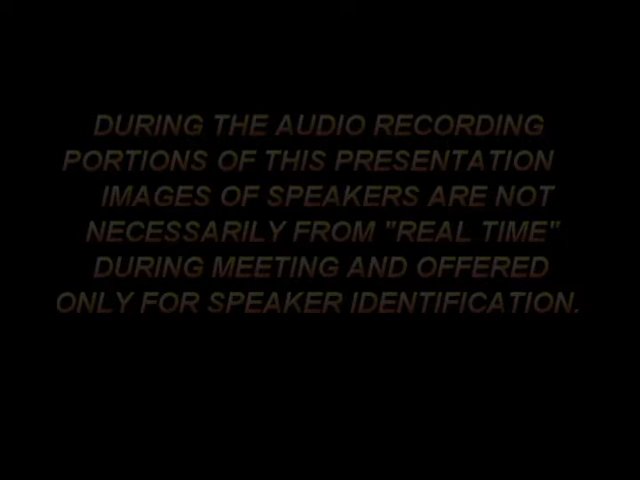 DURING THE AUDIO RECORDING
PORTIONS OF THIS PRESENTATION
IMAGES OF SPEAKERS ARE NOT
NECESSARILY FROM "REAL TIME"
DURING MEETING AND OFFERED
ONLY FOR SPEAKER IDENTIFICATION.